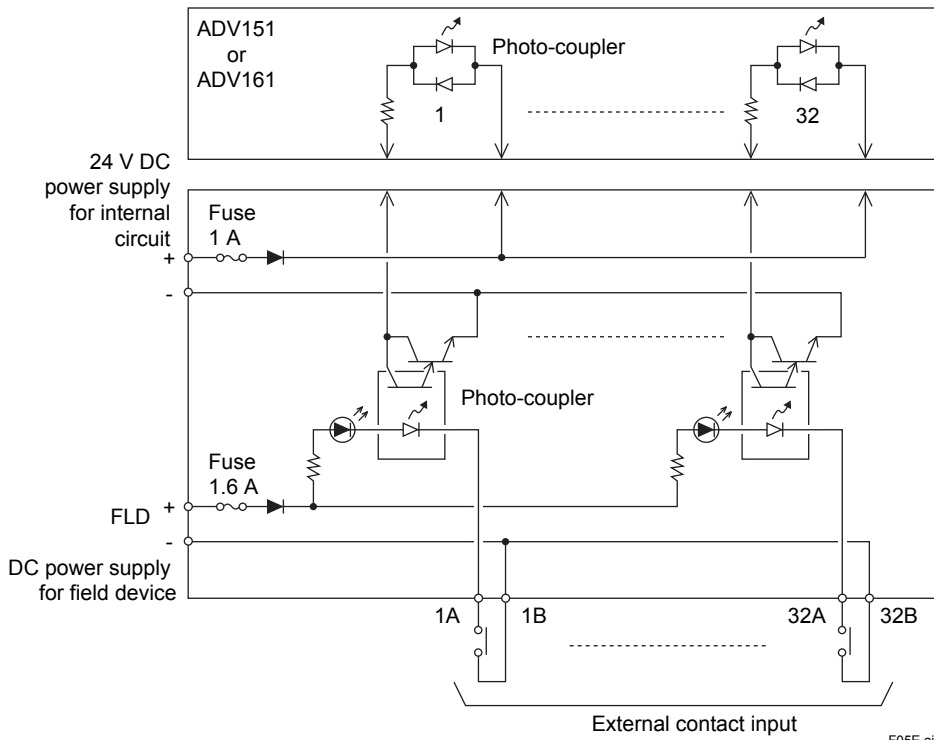 ADV151
or
ADV161
Photo-coupler
1
32
24 V DC
power supply
for internal
circuit
Fuse
1 A
+
-
Photo-coupler
Fuse
1.6 A
FLD
+
-
DC power supply
for field device
1A
1B
32A
32B
External contact input